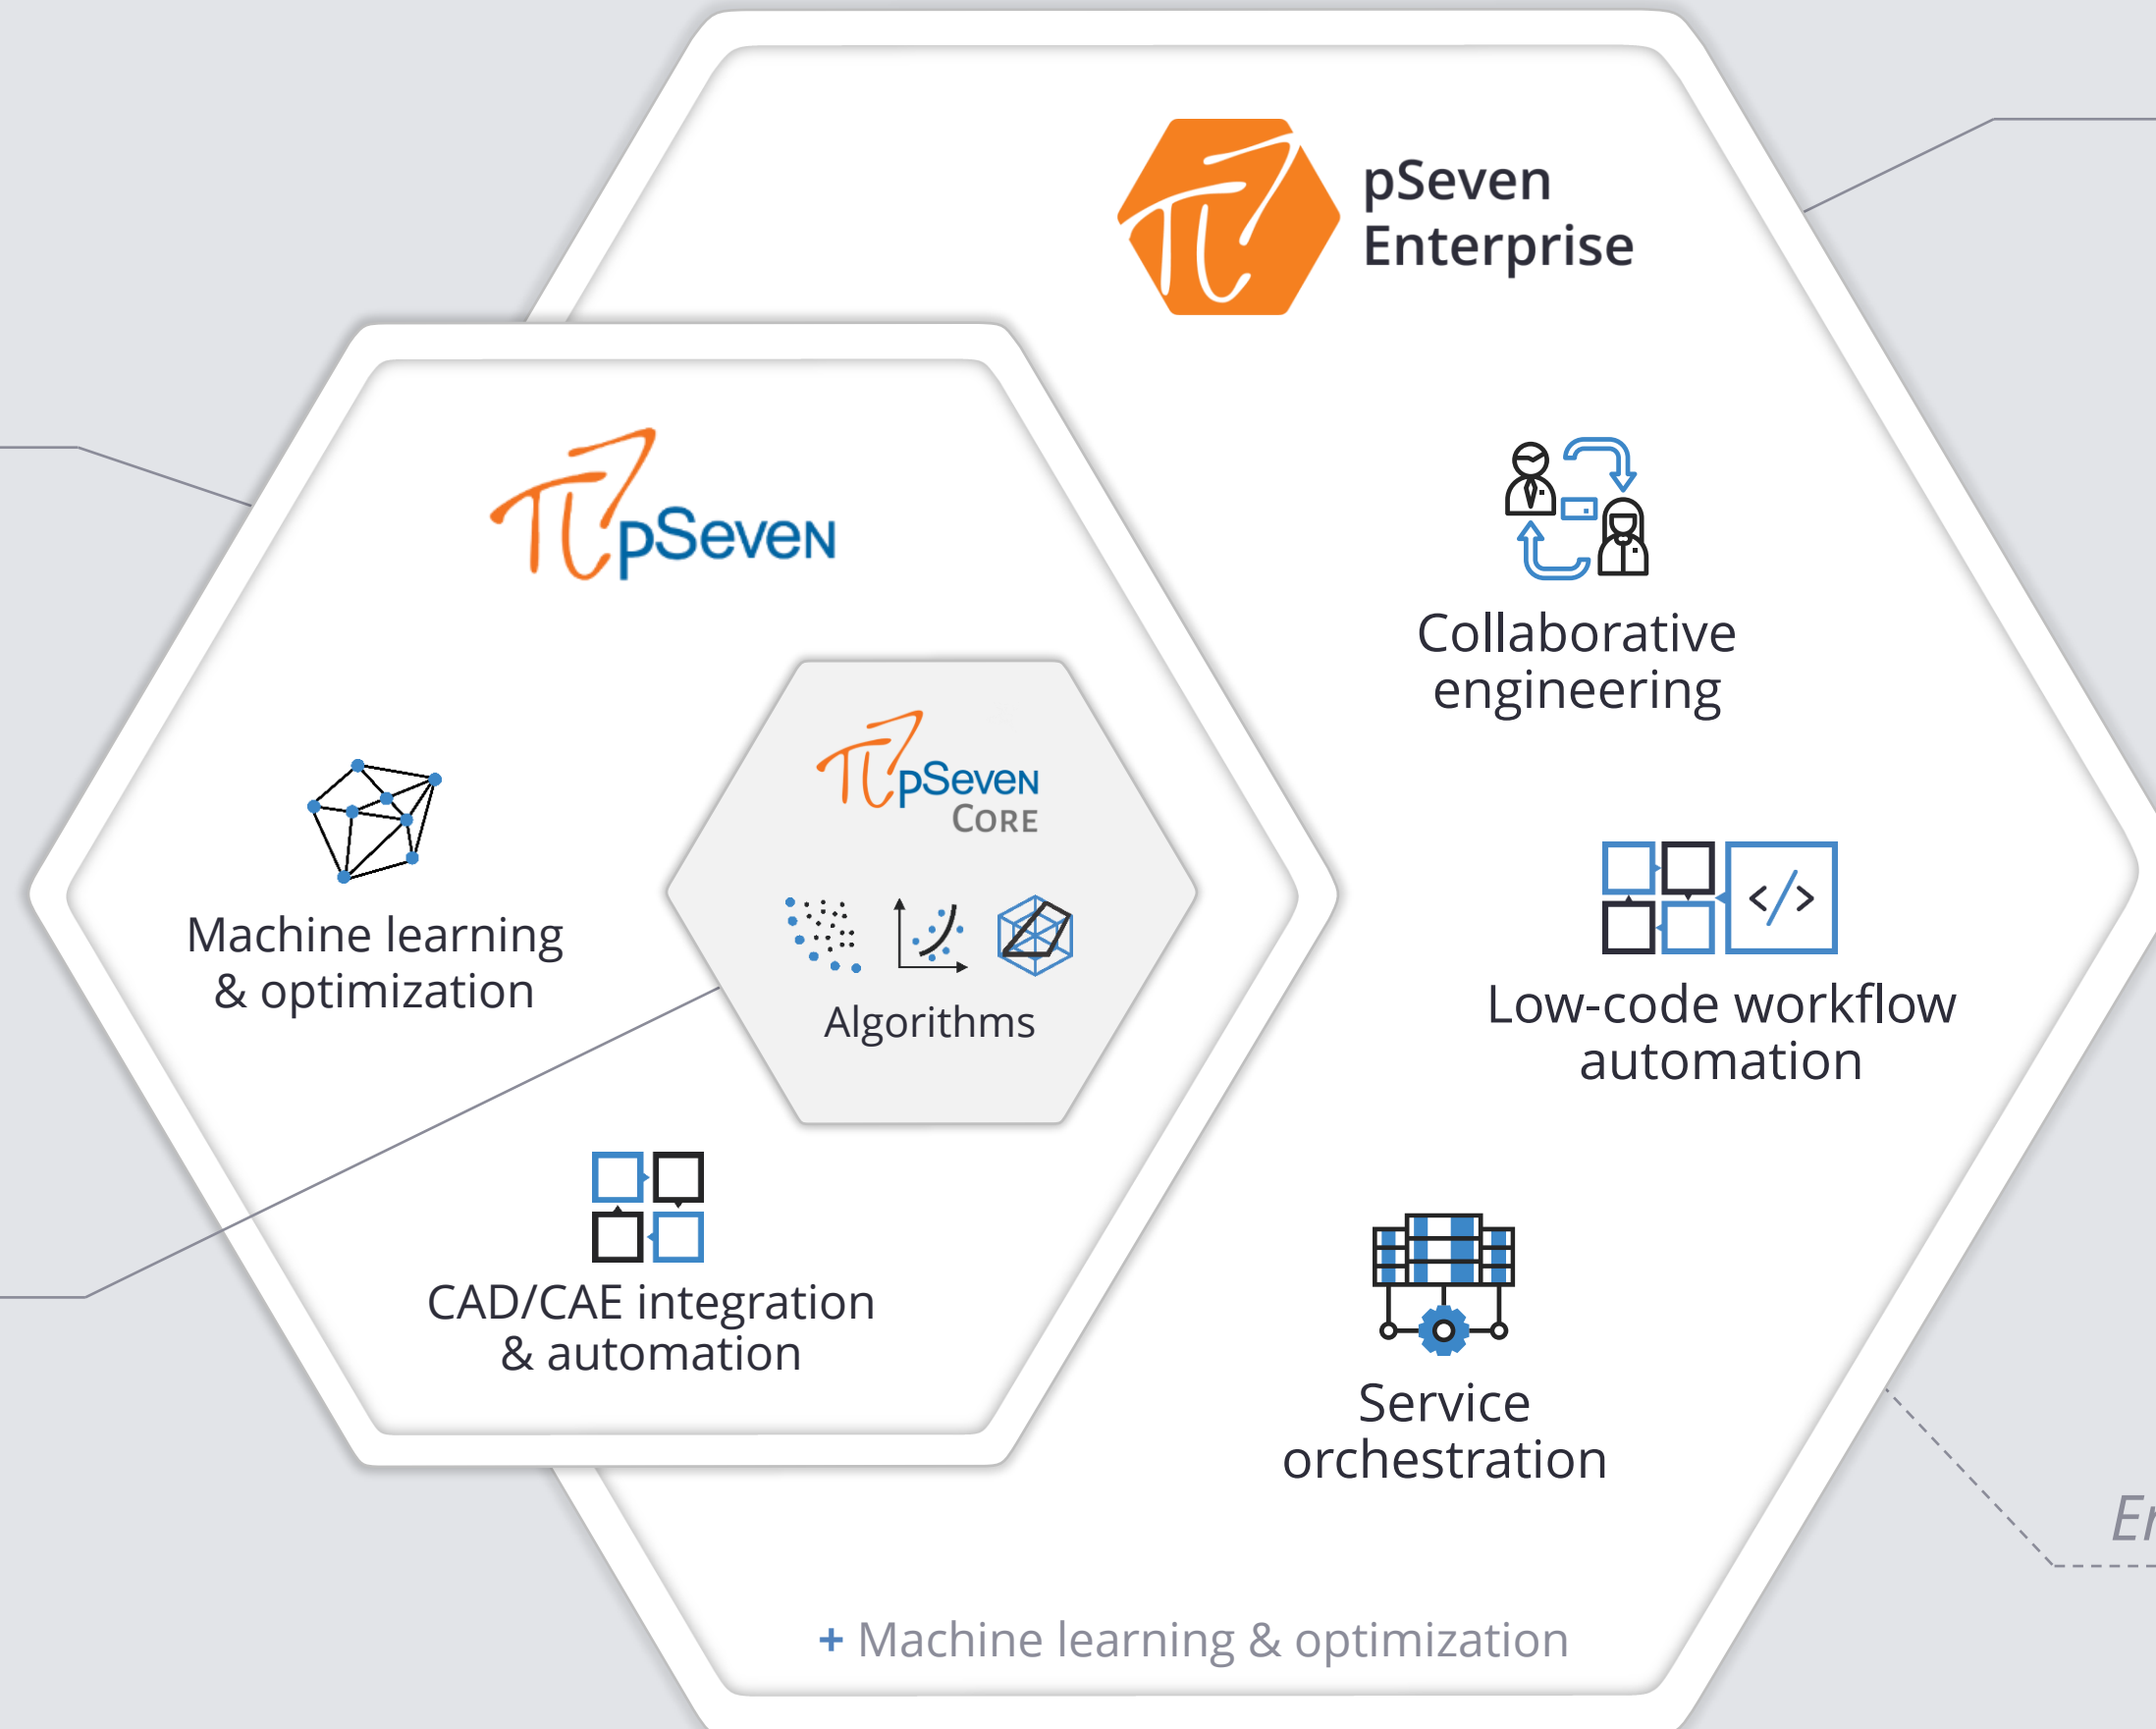 pSeven
Enterprise
pSeven
Collaborative
engineering
pSeven
Core
Machine learning
& optimization
Algorithms
</>
Low-code workflow
automation
CAD/CAE integration
& automation
Service
orchestration
+ Machine learning & optimization